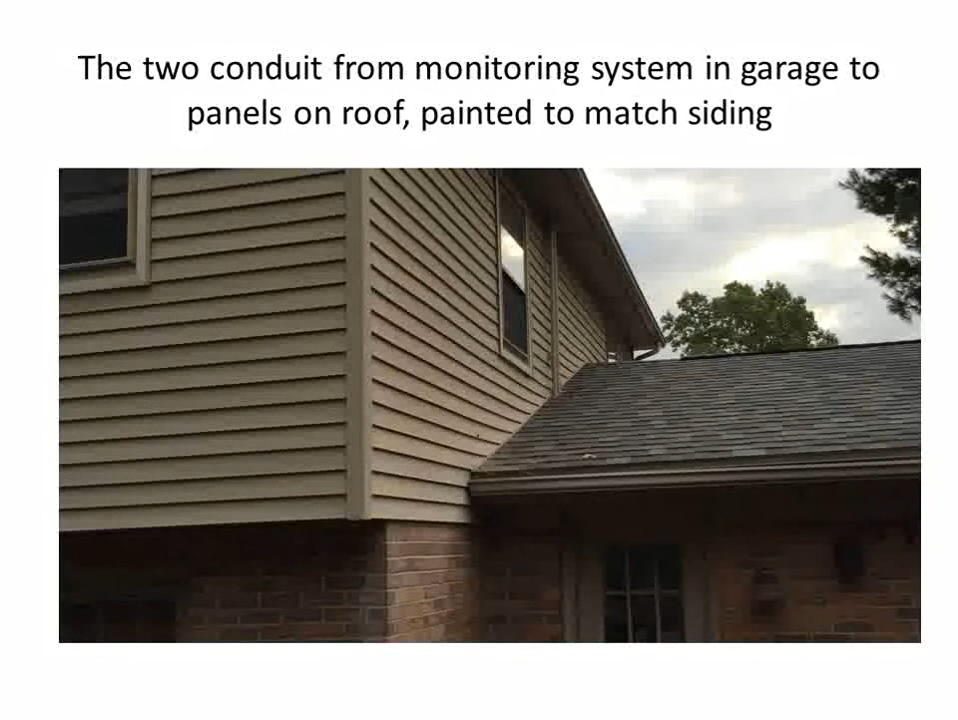 The two conduit from monitoring system in garage to
panels on roof, painted to match siding